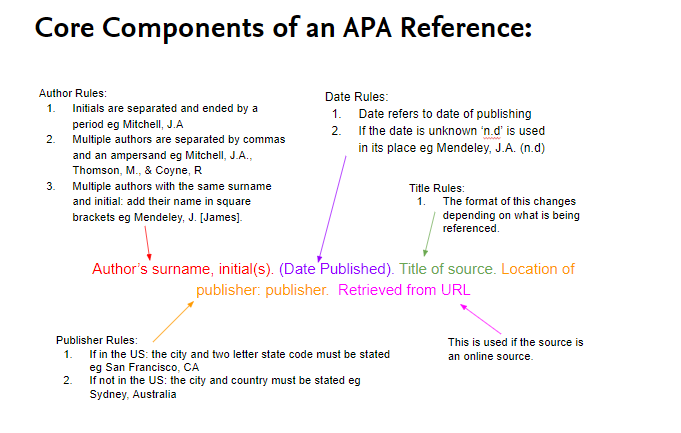 Core Components of an APA Reference:
Author Rules:
1. Initials are separated and ended by a
period eg Mitchell, J.A
2. Multiple authors are separated by commas
and an ampersand eg Mitchell, J.A.,
Thomson, M., & Coyne, R
3. Multiple authors with the same surname
and initial: add their name in square
brackets eg Mendeley, J. [James].
Date Rules:
1. Date refers to date of publishing
2. If the date is unknown ‘n.d’ is used
in its place eg Mendeley, J.A. (n.d)
Title Rules:
1. The format of this changes
depending on what is being
referenced.
Author’s surname, initial(s). (Date Published). Title of source. Location of
publisher: publisher. Retrieved from URL
Publisher Rules:
1. If in the US: the city and two letter state code must be stated
eg San Francisco, CA
2. If not in the US: the city and country must be stated eg
Sydney, Australia
This is used if the source is
an online source.